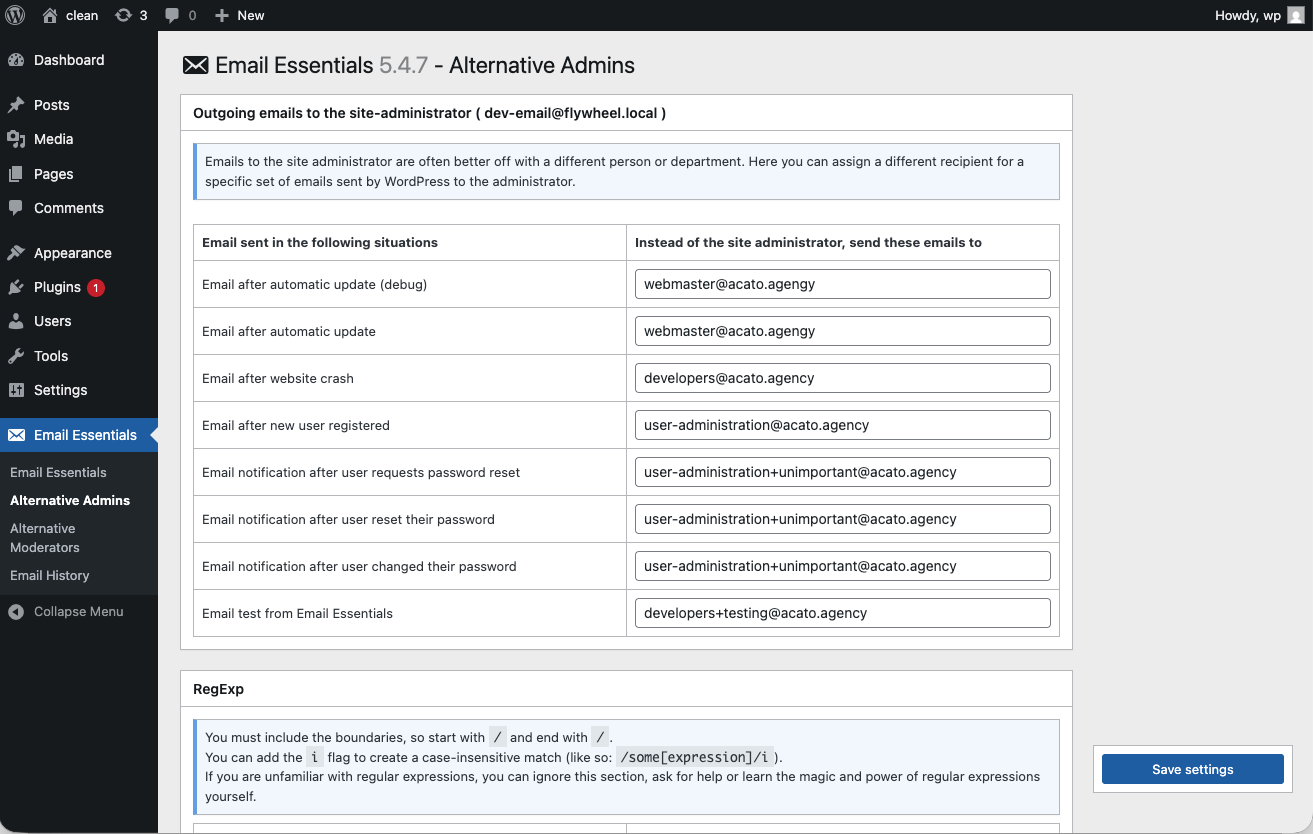 clean 3 0 New Howdy, wp
Dashboard
Posts
Media
Pages
Comments
Appearance
Plugins 1
Users
Tools
Settings
Email Essentials
Email Essentials
Alternative Admins
Alternative
Moderators
Email History
Collapse Menu
Email Essentials 5.4.7 - Alternative Admins
Outgoing emails to the site-administrator ( dev-email@flywheel.local )
Emails to the site administrator are often better off with a different person or department. Here you can assign a different recipient for a
specific set of emails sent by WordPress to the administrator.
Email sent in the following situations Instead of the site administrator, send these emails to
Email after automatic update (debug) webmaster@acato.agengy
Email after automatic update webmaster@acato.agengy
Email after website crash developers@acato.agency
Email after new user registered user-administration@acato.agency
Email notification after user requests password reset user-administration+unimportant@acato.agency
Email notification after user reset their password user-administration+unimportant@acato.agency
Email notification after user changed their password user-administration+unimportant@acato.agency
Email test from Email Essentials developers+testing@acato.agency
RegExp
You must include the boundaries, so start with / and end with / .
You can add the i flag to create a case-insensitive match (like so: /some[expression]/i ).
If you are unfamiliar with regular expressions, you can ignore this section, ask for help or learn the magic and power of regular expressions
yourself.
Save settings